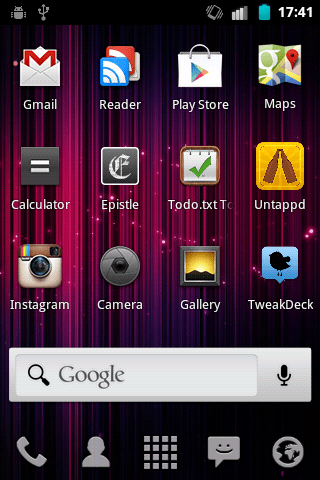 17:41
Gmail
Reader
Play Store
Maps
Calculator
Epistle
Todo.txt To
Untappd
Instagram
Camera
Gallery
TweakDeck
Google